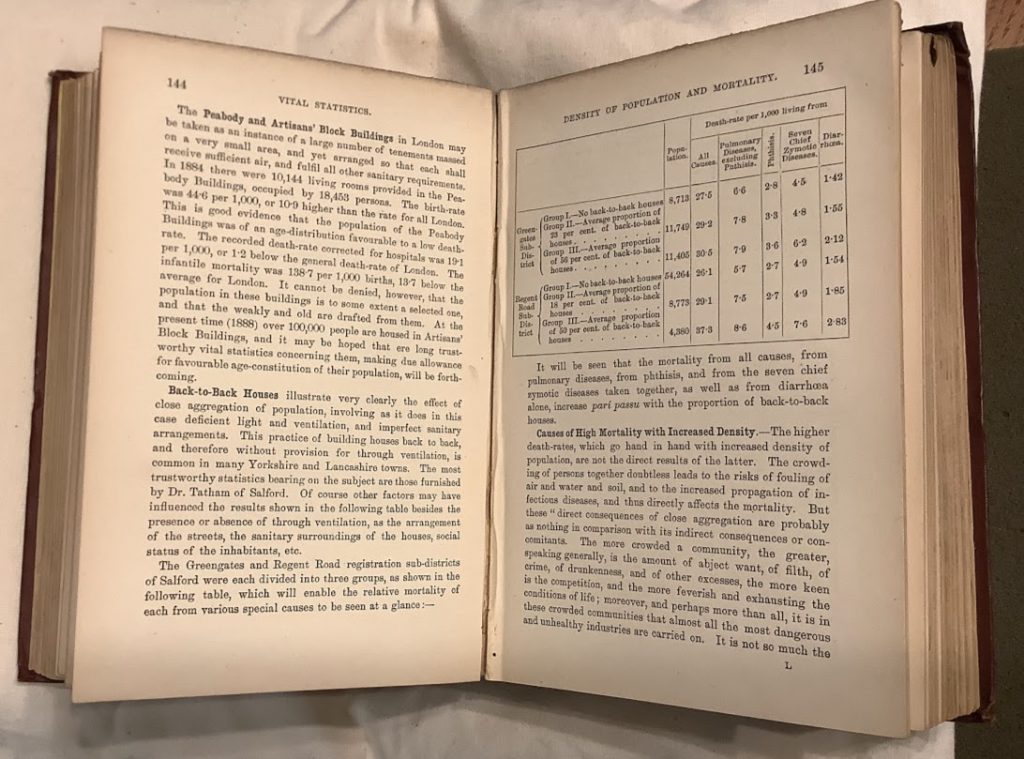 144
VITAL STATISTICS.
The Peabody and Artisans' Block Buildings in London may
be taken as an instance of a large number of tenements massed
on a very small area, and yet arranged so that each shall
receive sufficient air, and fulfil all other sanitary requirements.
In 1884 there were 10,144 living rooms provided in the Pea-
body Buildings, occupied by 18,453 persons. The birth-rate
was 44·6 per 1,000, or 10·9 higher than the rate for all London.
This is good evidence that the population of the Peabody
Buildings was of an age-distribution favourable to a low death-
rate. The recorded death-rate corrected for hospitals was 19·1
per 1,000, or 1·2 below the general death-rate of London. The
infantile mortality was 138·7 per 1,000 births, 13·7 below the
average for London. It cannot be denied, however, that the
population in these buildings is to some extent a selected one,
and that the weakly and old are drafted from them. At the
present time (1888) over 100,000 people are housed in Artisans'
Block Buildings, and it may be hoped that ere long trust-
worthy vital statistics concerning them, making due allowance
for favourable age-constitution of their population, will be forth-
coming.
Back-to-Back Houses illustrate very clearly the effect of
close aggregation of population, involving as it does in this
case deficient light and ventilation, and imperfect sanitary
arrangements. This practice of building houses back to back,
and therefore without provision for through ventilation, is
common in many Yorkshire and Lancashire towns. The most
trustworthy statistics bearing on the subject are those furnished
by Dr. Tatham of Salford. Of course other factors may have
influenced the results shown in the following table besides the
presence or absence of through ventilation, as the arrangement
of the streets, the sanitary surroundings of the houses, social
status of the inhabitants, etc.
The Greengates and Regent Road registration sub-districts
of Salford were each divided into three groups, as shown in the
following table, which will enable the relative mortality of
each from various special causes to be seen at a glance:—
DENSITY OF POPULATION AND MORTALITY. 145
Death-rate per 1,000 living from
Popu-
lation.
All
Causes.
Pulmonary
Diseases,
excluding
Phthisis.
Phthisis.
Seven
Chief
Zymotic
Diseases.
Diar-
rhœa.
Green-
gates
Sub-
Dis-
trict
Group I.—No back-to-back houses 8,713 27·5 6·6 2·8 4·5 1·42
Group II.—Average proportion of
23 per cent. of back-to-back
houses . . . . . . . . 11,749 29·2 7·8 3·3 4·8 1·55
Group III.—Average proportion
of 56 per cent. of back-to-back
houses . . . . . . . . 11,405 30·5 7·9 3·6 6·2 2·12
Regent
Road
Sub-
Dis-
trict
Group I.—No back-to-back houses 54,264 26·1 5·7 2·7 4·9 1·54
Group II.—Average proportion of
18 per cent. of back-to-back
houses . . . . . . . . 8,773 29·1 7·5 2·7 4·9 1·85
Group III.—Average proportion
of 50 per cent. of back-to-back
houses . . . . . . . . 4,380 37·3 8·6 4·5 7·6 2·83
It will be seen that the mortality from all causes, from
pulmonary diseases, from phthisis, and from the seven chief
zymotic diseases taken together, as well as from diarrhœa
alone, increase pari passu with the proportion of back-to-back
houses.
Causes of High Mortality with Increased Density.—The higher
death-rates, which go hand in hand with increased density of
population, are not the direct results of the latter. The crowd-
ing of persons together doubtless leads to the risks of fouling of
air and water and soil, and to the increased propagation of in-
fectious diseases, and thus directly affects the mortality. But
these "direct consequences of close aggregation are probably
as nothing in comparison with its indirect consequences or con-
comitants. The more crowded a community, the greater,
speaking generally, is the amount of abject want, of filth, of
crime, of drunkenness, and of other excesses, the more keen
is the competition, and the more feverish and exhausting the
conditions of life; moreover, and perhaps more than all, it is in
these crowded communities that almost all the most dangerous
and unhealthy industries are carried on. It is not so much the
L